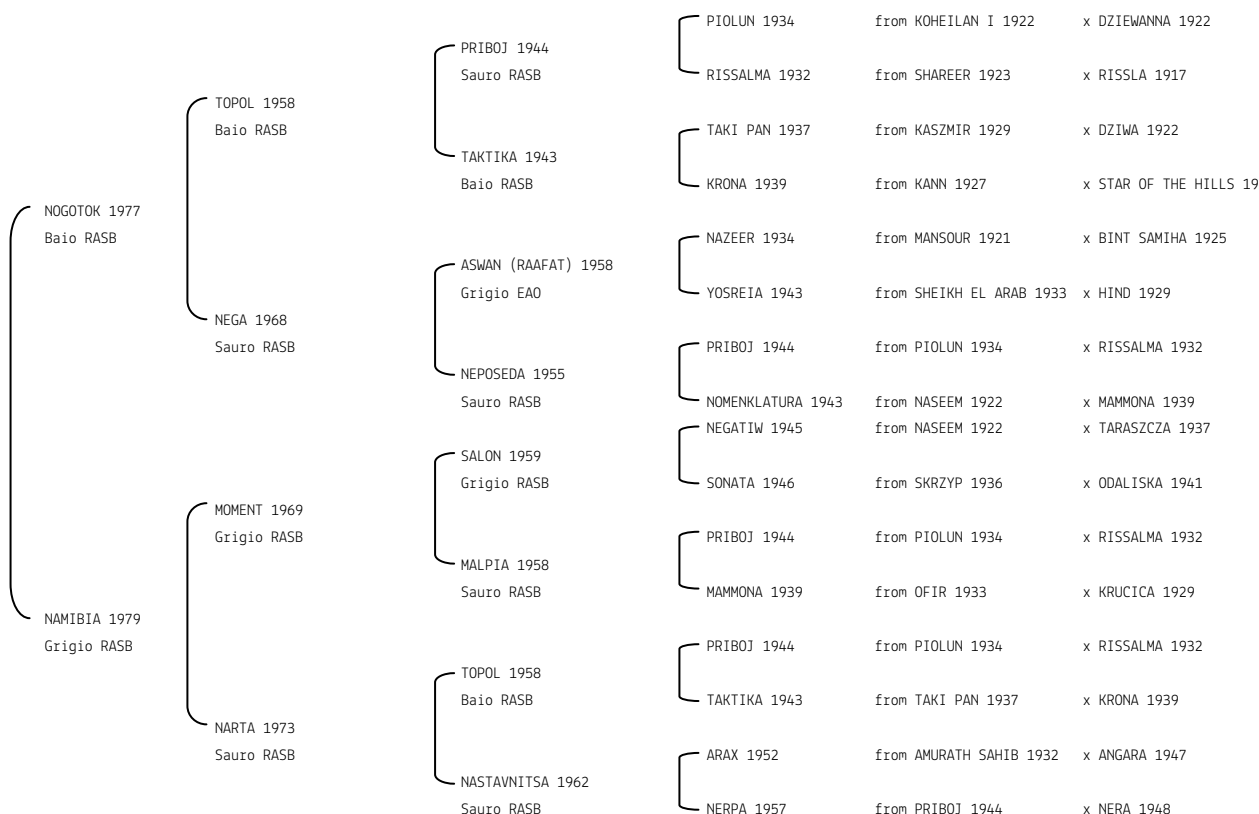 PIOLUN 1934 from KOHEILAN I 1922 x DZIEWANNA 1922
PRIBOJ 1944
Sauro RASB
RISSALMA 1932 from SHAREER 1923 x RISSLA 1917
TOPOL 1958
Baio RASB
TAKI PAN 1937 from KASZMIR 1929 x DZIWA 1922
TAKTIKA 1943
Baio RASB
KRONA 1939 from KANN 1927 x STAR OF THE HILLS 19
NOGOTOK 1977
Baio RASB
NAZEER 1934 from MANSOUR 1921 x BINT SAMIHA 1925
ASWAN (RAAFAT) 1958
Grigio EAO
YOSREIA 1943 from SHEIKH EL ARAB 1933 x HIND 1929
NEGA 1968
Sauro RASB
PRIBOJ 1944 from PIOLUN 1934 x RISSALMA 1932
NEPOSEDA 1955
Sauro RASB
NOMENKLATURA 1943 from NASEEM 1922 x MAMMONA 1939
NEGATIW 1945 from NASEEM 1922 x TARASZCZA 1937
SALON 1959
Grigio RASB
SONATA 1946 from SKRZYP 1936 x ODALISKA 1941
MOMENT 1969
Grigio RASB
PRIBOJ 1944 from PIOLUN 1934 x RISSALMA 1932
MALPIA 1958
Sauro RASB
MAMMONA 1939 from OFIR 1933 x KRUCICA 1929
NAMIBIA 1979
Grigio RASB
PRIBOJ 1944 from PIOLUN 1934 x RISSALMA 1932
TOPOL 1958
Baio RASB
TAKTIKA 1943 from TAKI PAN 1937 x KRONA 1939
NARTA 1973
Sauro RASB
ARAX 1952 from AMURATH SAHIB 1932 x ANGARA 1947
NASTAVNITSA 1962
Sauro RASB
NERPA 1957 from PRIBOJ 1944 x NERA 1948